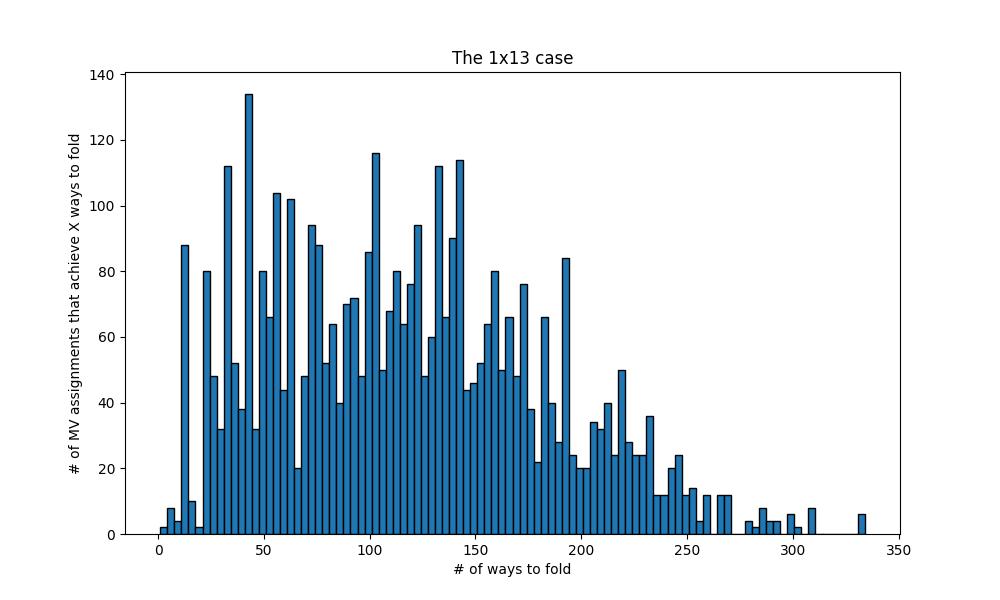 The 1x13 case
140
120
100
80
60
40
20
0
# of MV assignments that achieve X ways to fold
0 50 100 150 200 250 300 350
# of ways to fold